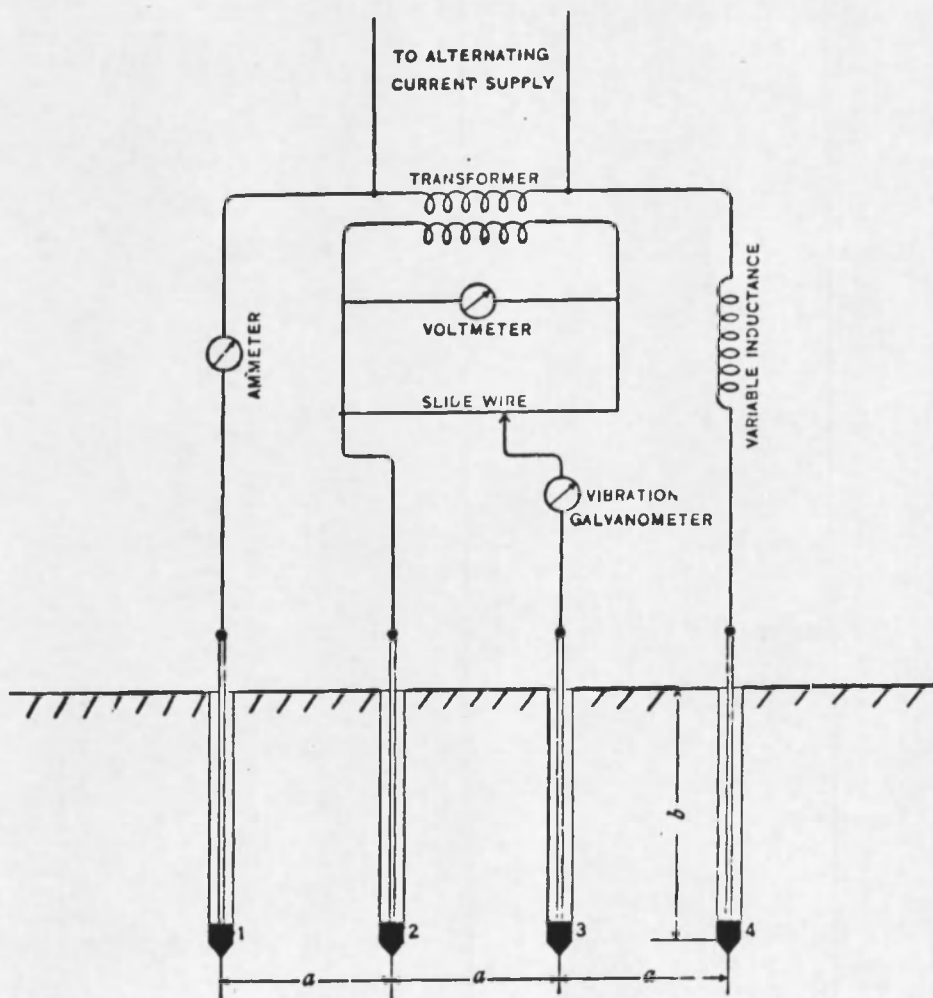 TO ALTERNATING
CURRENT SUPPLY
TRANSFORMER
VOLTMETER
AMMETER
VARIABLE INDUCTANCE
SLIDE WIRE
VIBRATION
GALVANOMETER
b
1
2
3
4
a
a
a